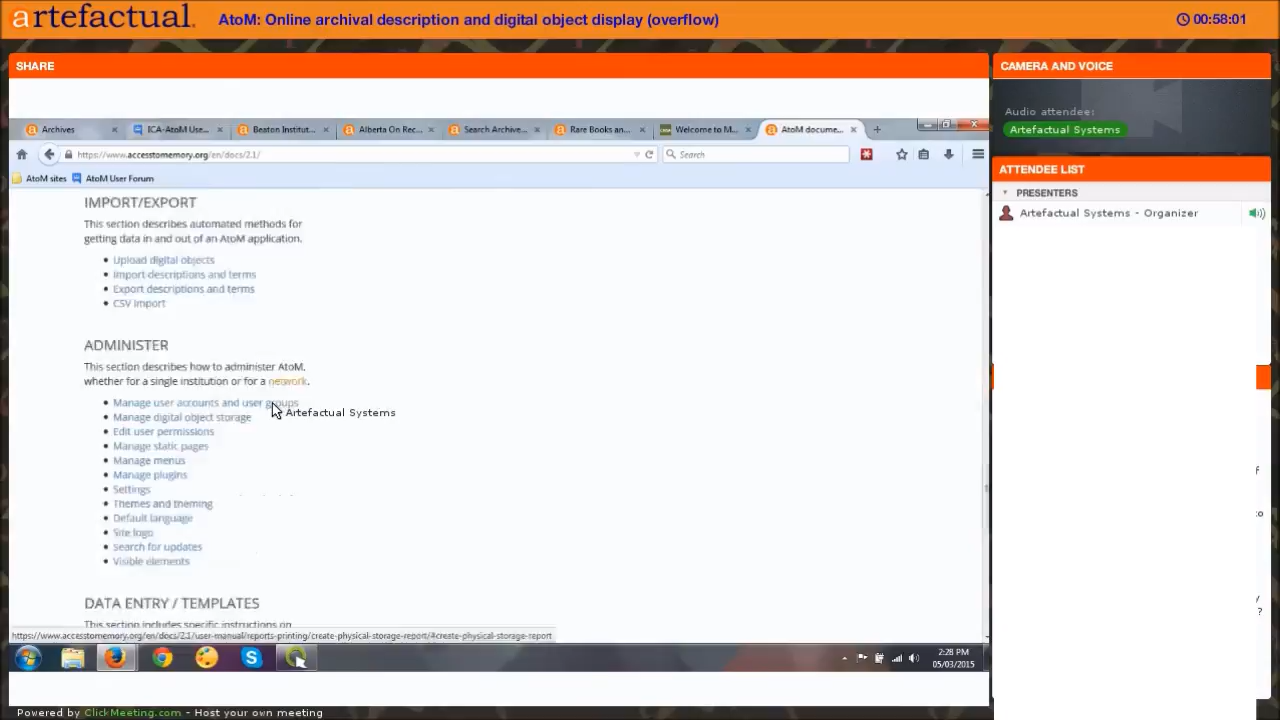 artefactual.
AtoM: Online archival description and digital object display (overflow)
00:58:01
SHARE
CAMERA AND VOICE
Audio attendee:
Artefactual Systems
ATTENDEE LIST
PRESENTERS
Artefactual Systems - Organizer
Archives
ICA-AtoM Use...
Beaton Institut...
Alberta On Rec...
Search Archive...
Rare Books an...
Welcome to M...
AtoM docume...
https://www.accesstomemory.org/en/docs/2.1/
Search
AtoM sites
AtoM User Forum
IMPORT/EXPORT
This section describes automated methods for
getting data in and out of an AtoM application.
Upload digital objects
Import descriptions and terms
Export descriptions and terms
CSV import
ADMINISTER
This section describes how to administer AtoM,
whether for a single institution or for a network.
Manage user accounts and user groups
Artefactual Systems
Manage digital object storage
Edit user permissions
Manage static pages
Manage menus
Manage plugins
Settings
Themes and theming
Default language
Site logo
Search for updates
Visible elements
DATA ENTRY / TEMPLATES
This section includes specific instructions on
https://www.accesstomemory.org/en/docs/2.1/user-manual/reports-printing/create-physical-storage-report/#create-physical-storage-report
2:28 PM
05/03/2015
Powered by ClickMeeting.com - Host your own meeting